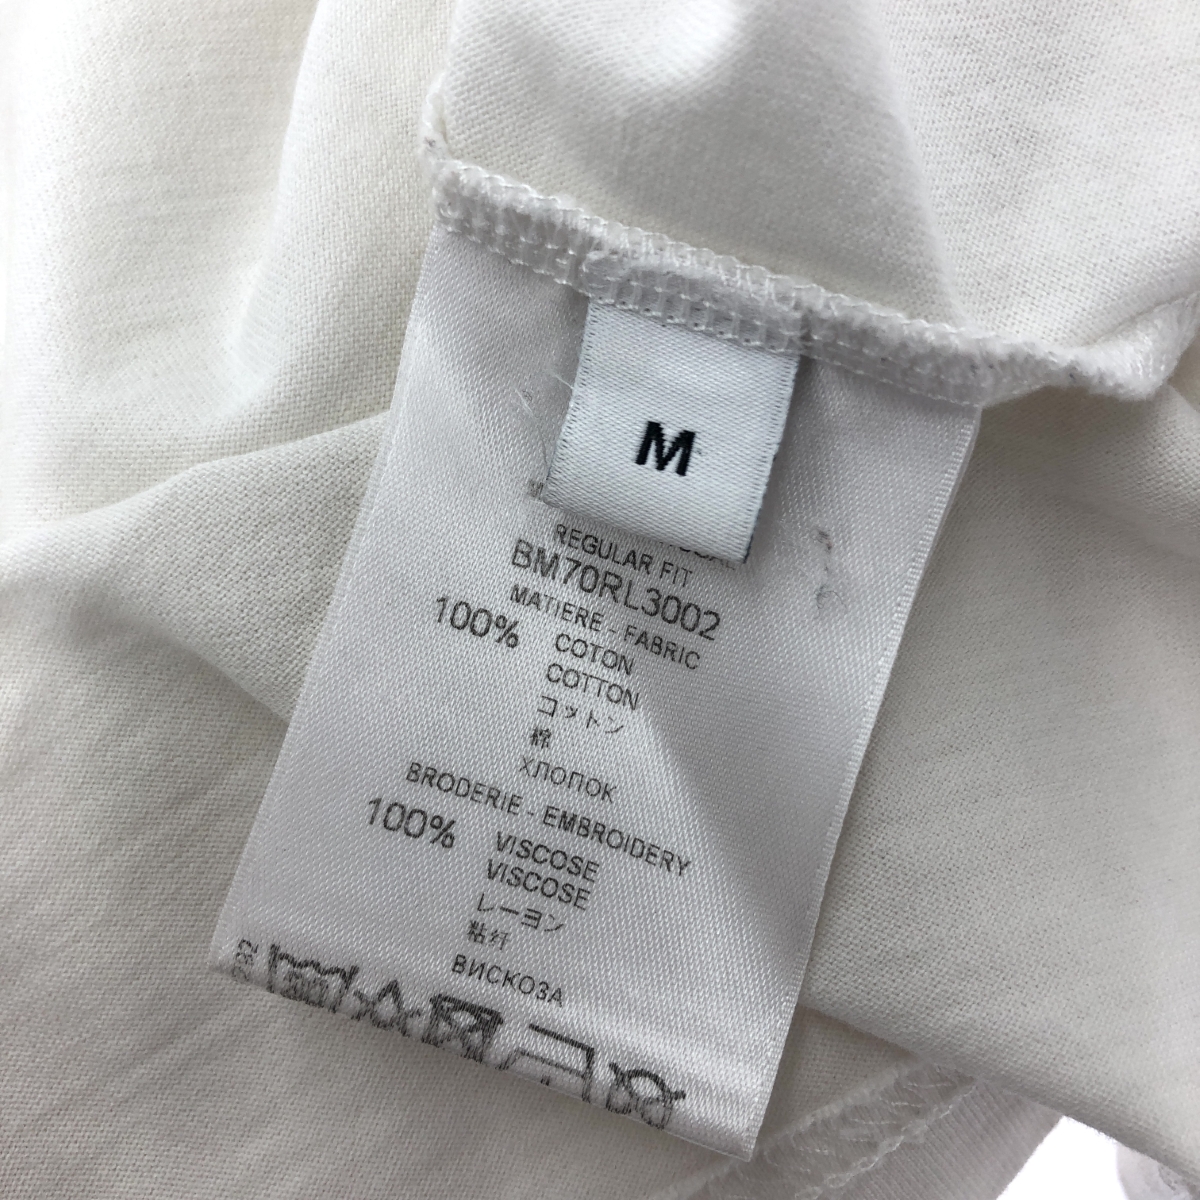 M
REGULAR FIT
BM70RL3002
MATIERE - FABRIC
100% COTON
COTTON
コットン
棉
ХЛОПОК
BRODERIE - EMBROIDERY
100% VISCOSE
VISCOSE
レーヨン
粘纤
ВИСКОЗА
30